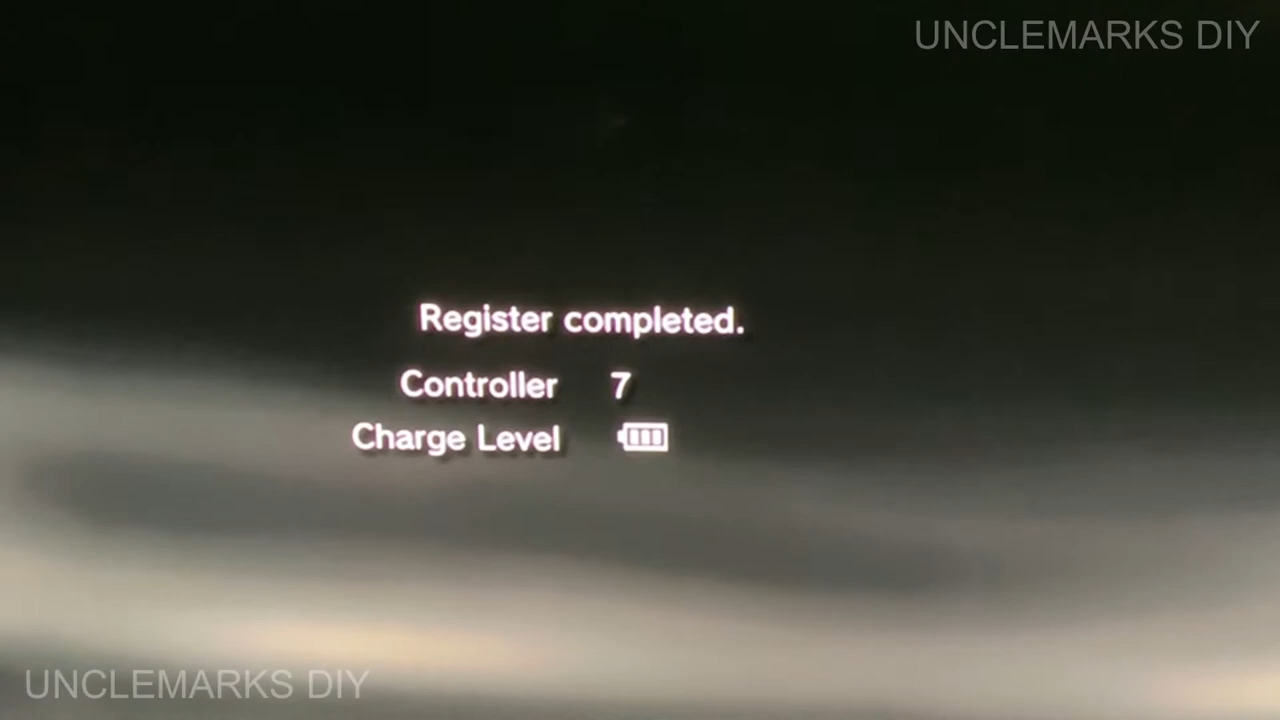 UNCLEMARKS DIY
Register completed.
Controller 7
Charge Level
UNCLEMARKS DIY